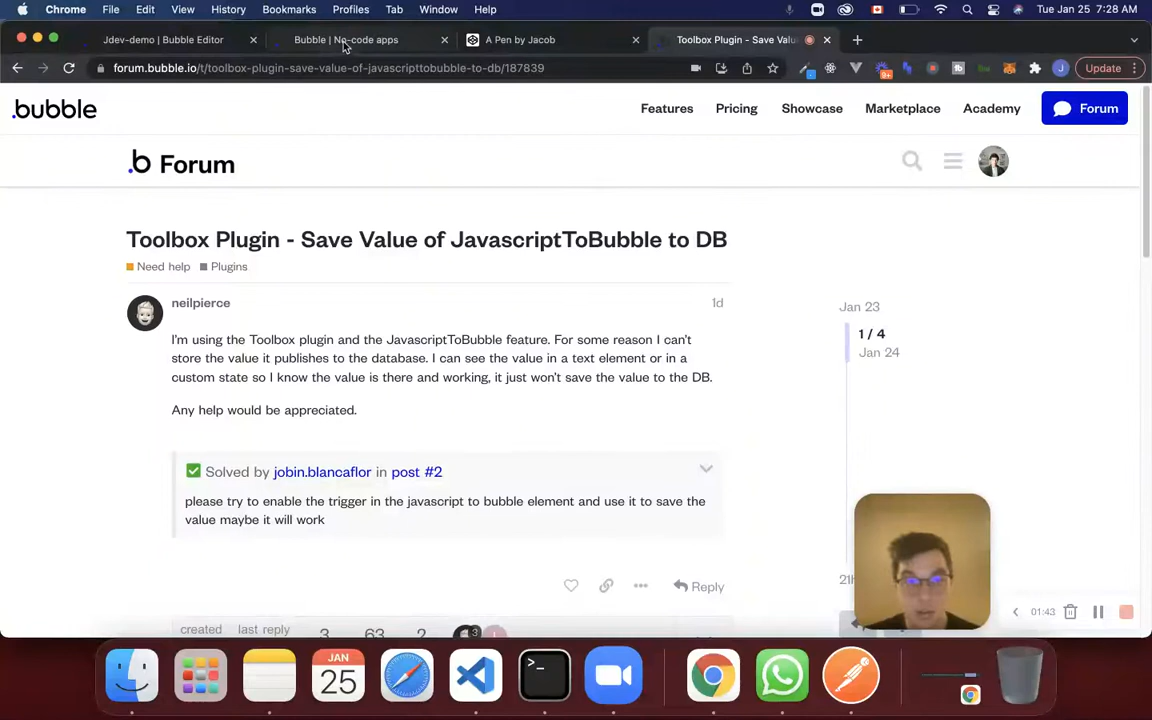 Chrome File Edit View History Bookmarks Profiles Tab Window Help Tue Jan 25 7:28 AM
Jdev-demo | Bubble Editor Bubble | No-code apps A Pen by Jacob Toolbox Plugin - Save Valu
forum.bubble.io/t/toolbox-plugin-save-value-of-javascripttobubble-to-db/187839 9+ J Update
.bubble Features Pricing Showcase Marketplace Academy Forum
.b Forum
Toolbox Plugin - Save Value of JavascriptToBubble to DB
Need help Plugins
neilpierce 1d
Jan 23
I'm using the Toolbox plugin and the JavascriptToBubble feature. For some reason I can't
1 / 4
store the value it publishes to the database. I can see the value in a text element or in a
Jan 24
custom state so I know the value is there and working, it just won't save the value to the DB.
Any help would be appreciated.
Solved by jobin.blancaflor in post #2
please try to enable the trigger in the javascript to bubble element and use it to save the
value maybe it will work
Reply
01:43
created last reply
3 63 2
3
JAN
25